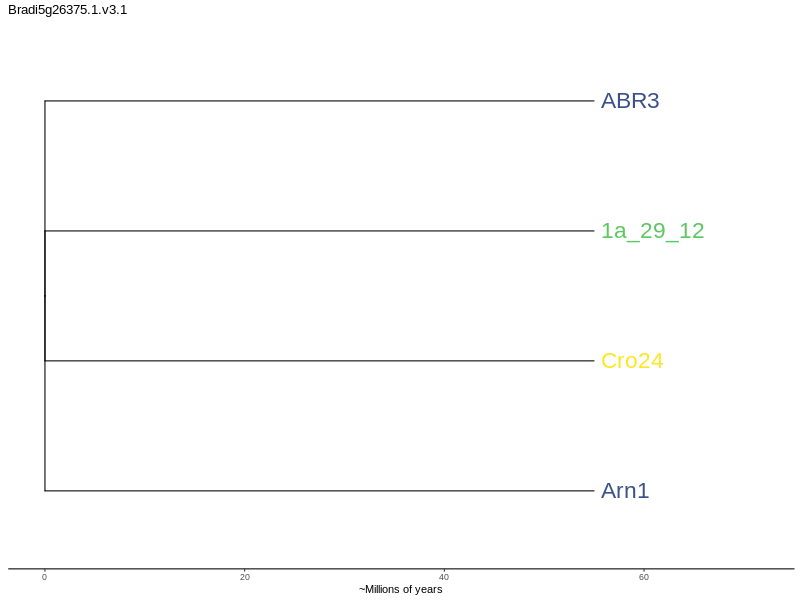 Bradi5g26375.1.v3.1
ABR3
1a_29_12
Cro24
Arn1
0 20 40 60
~Millions of years